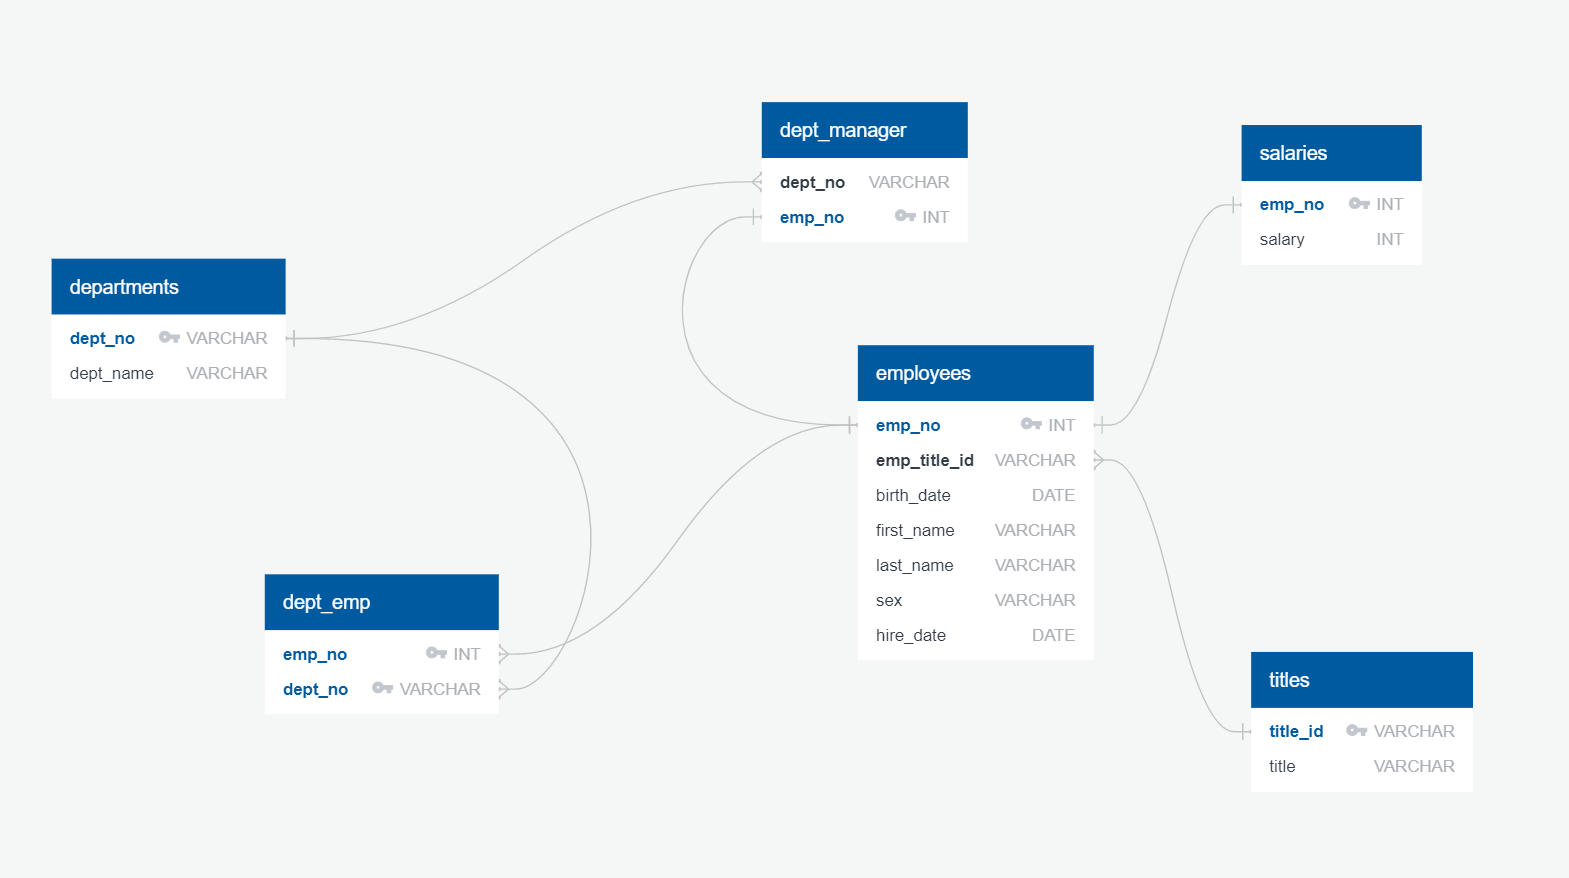 dept_manager
dept_no VARCHAR
emp_no INT
salaries
emp_no INT
salary INT
departments
dept_no VARCHAR
dept_name VARCHAR
employees
emp_no INT
emp_title_id VARCHAR
birth_date DATE
first_name VARCHAR
last_name VARCHAR
sex VARCHAR
hire_date DATE
dept_emp
emp_no INT
dept_no VARCHAR
titles
title_id VARCHAR
title VARCHAR